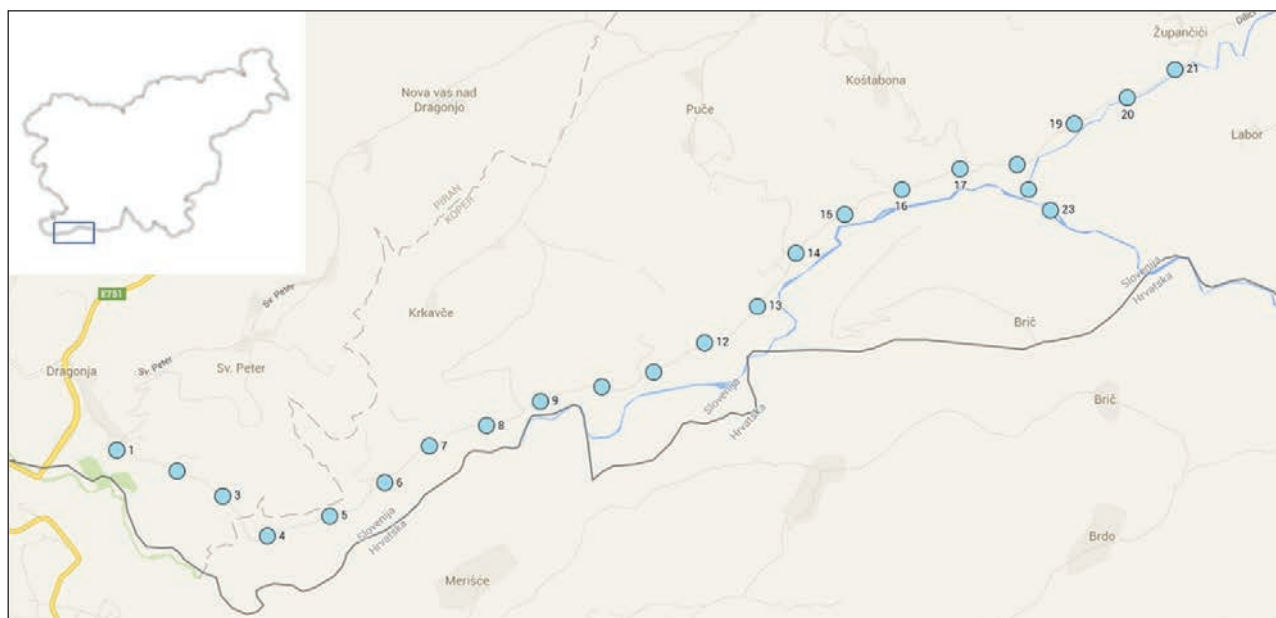 Župančiči
21
Koštabona
Nova vas nad
Dragonjo
20
Puče
19
Labor
17
PIRAN
KOPER
16
23
15
14
Slovenija
Hrvatska
E751
Sv. Peter
13
Krkavče
Brič
12
Dragonja
Sv. Peter
Sv. Peter
Slovenija
Hrvatska
9
Brič
8
1
7
6
3
5
Slovenija
Hrvatska
4
Brdo
Merišće